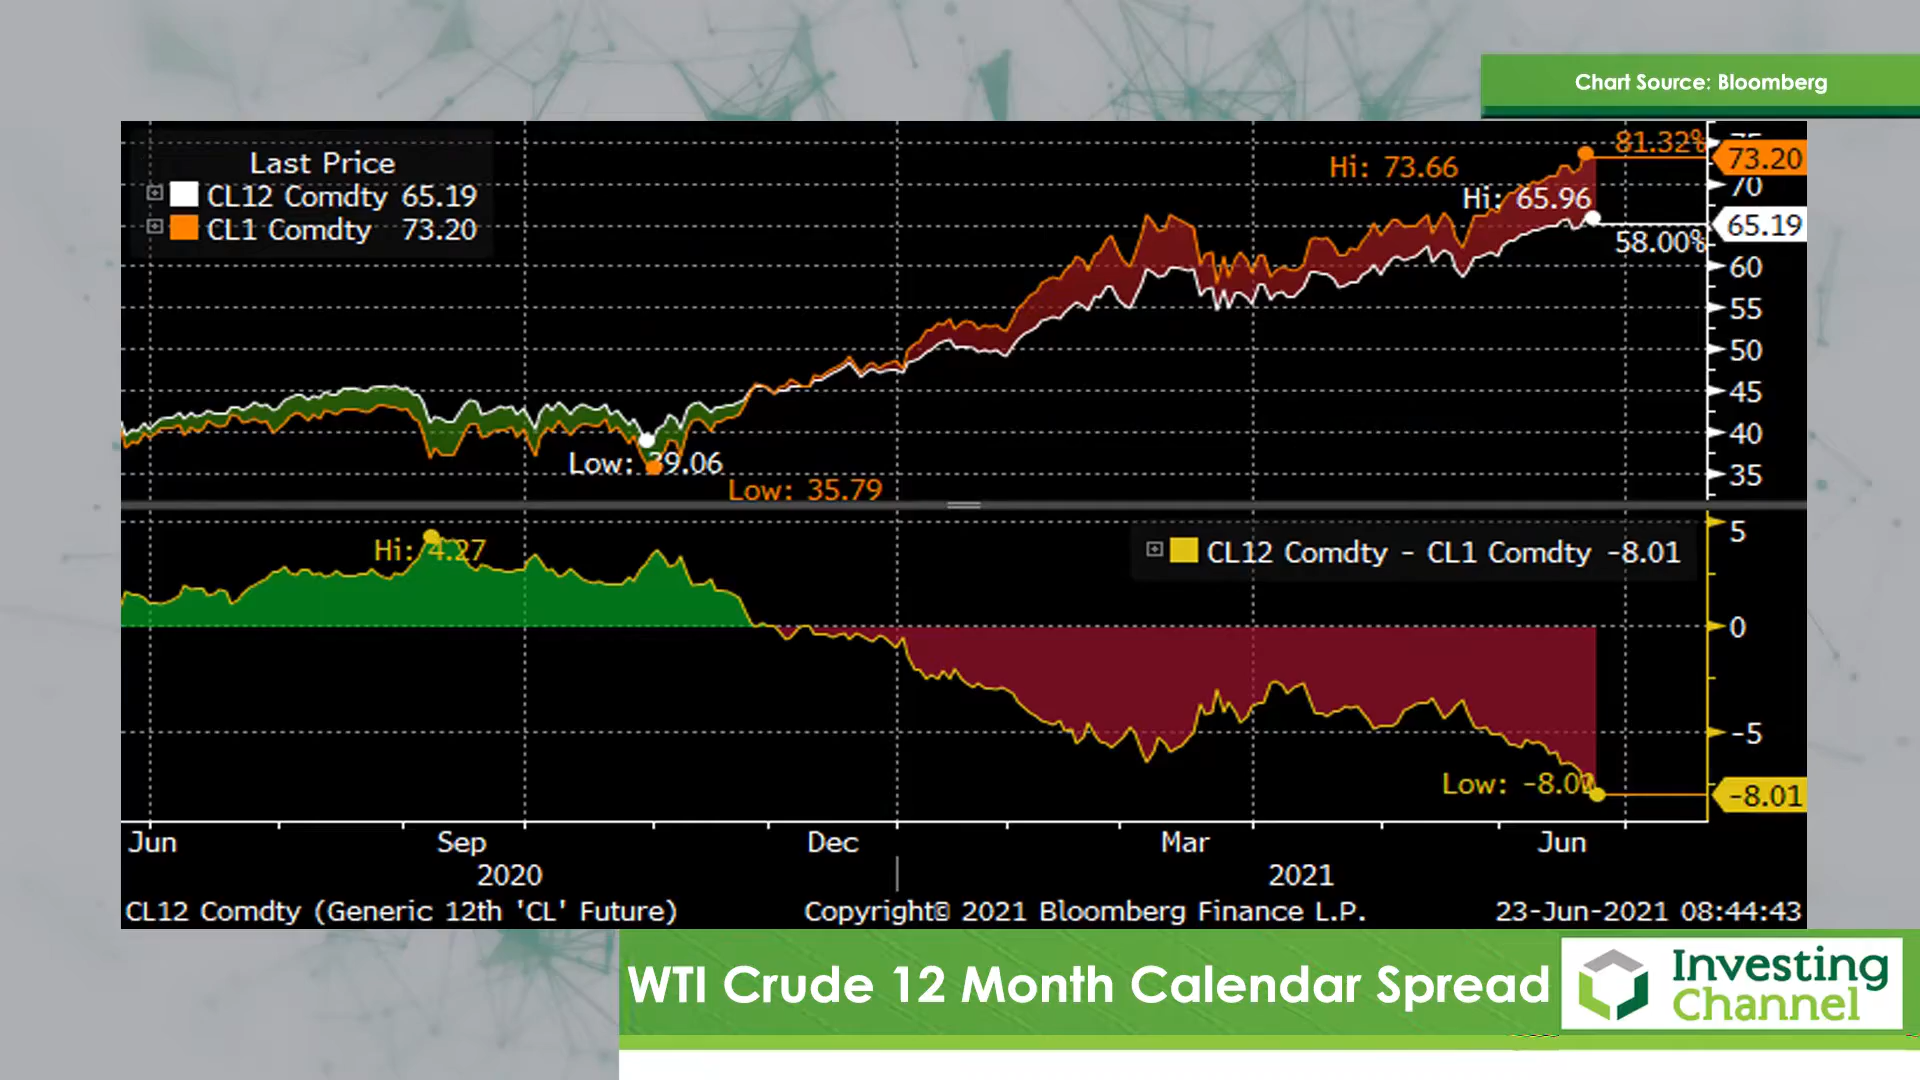 Chart Source: Bloomberg
Last Price
CL12 Comdty 65.19
CL1 Comdty 73.20
Hi: 73.66
Hi: 65.96
81.32%
58.00%
Low: 39.06
Low: 35.79
75
73.20
70
65.19
60
55
50
45
40
35
Hi: 4.27
CL12 Comdty - CL1 Comdty -8.01
Low: -8.01
5
0
-5
-8.01
Jun Sep Dec Mar Jun
2020 2021
CL12 Comdty (Generic 12th 'CL' Future) Copyright© 2021 Bloomberg Finance L.P. 23-Jun-2021 08:44:43
WTI Crude 12 Month Calendar Spread
Investing
Channel